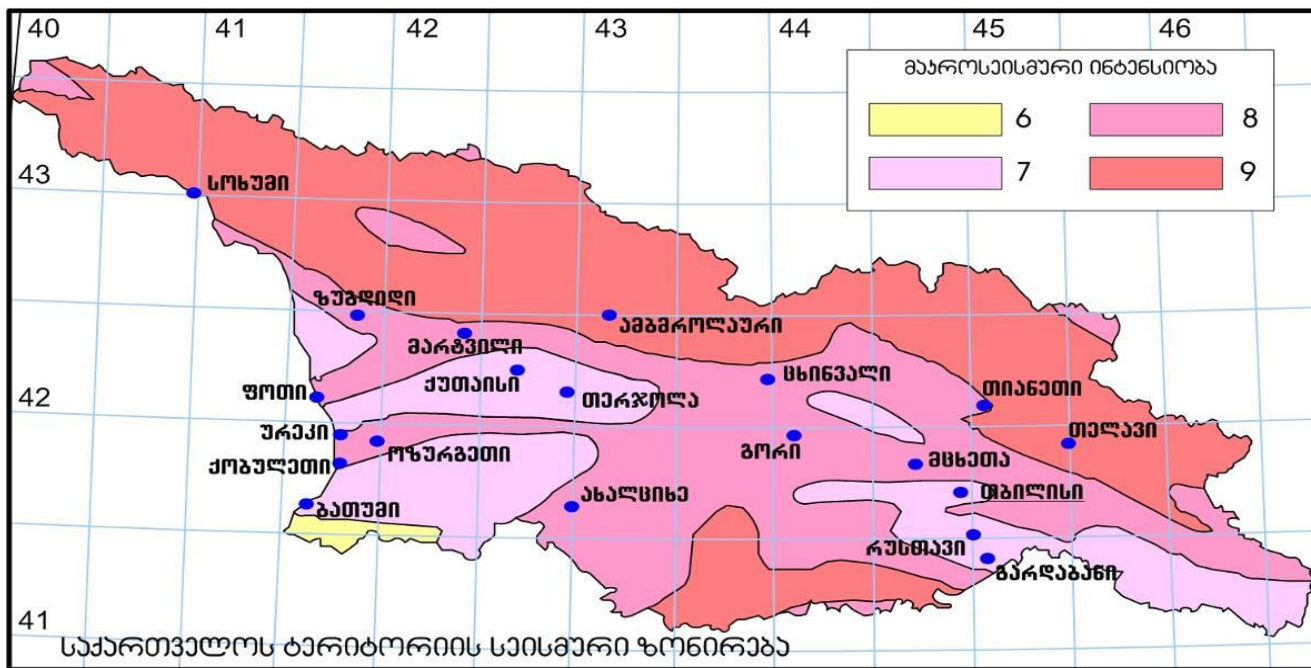 40 41 42 43 44 45 46
მაკროსეისმური ინტენსიობა
6 8
7 9
43
სოხუმი
ზუგდიდი
ამბმროლაური
მარტვილი
ცხინვალი
ქუთაისი
თიანეთი
ფოთი
თერჯოლა
42
ურეკი
თელავი
ოზურგეთი
გორი
მცხეთა
ქობულეთი
ახალციხე
თბილისი
ბათუმი
რუსთავი
გარდაბანი
41
საქართველოს ტერიტორიის სეისმური ზონირება